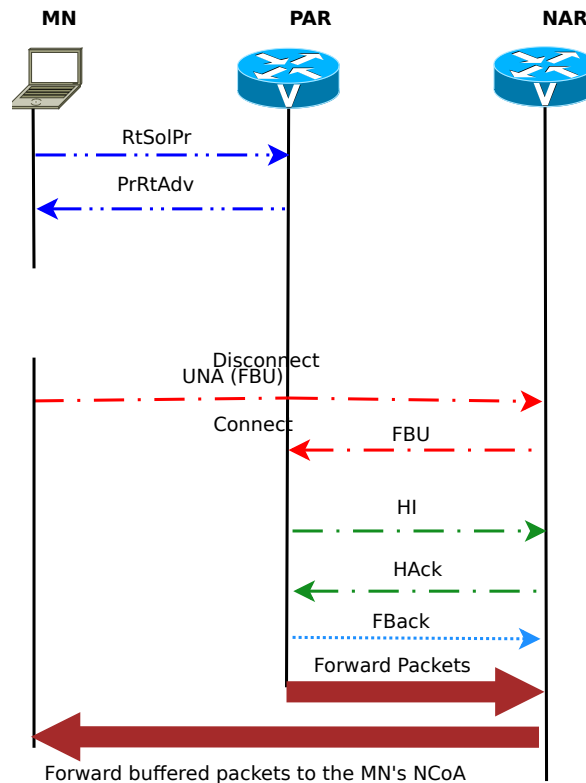 MN
PAR
NAR
V
V
RtSolPr
PrRtAdv
Disconnect
UNA (FBU)
Connect
FBU
HI
HAck
FBack
Forward Packets
Forward buffered packets to the MN's NCoA